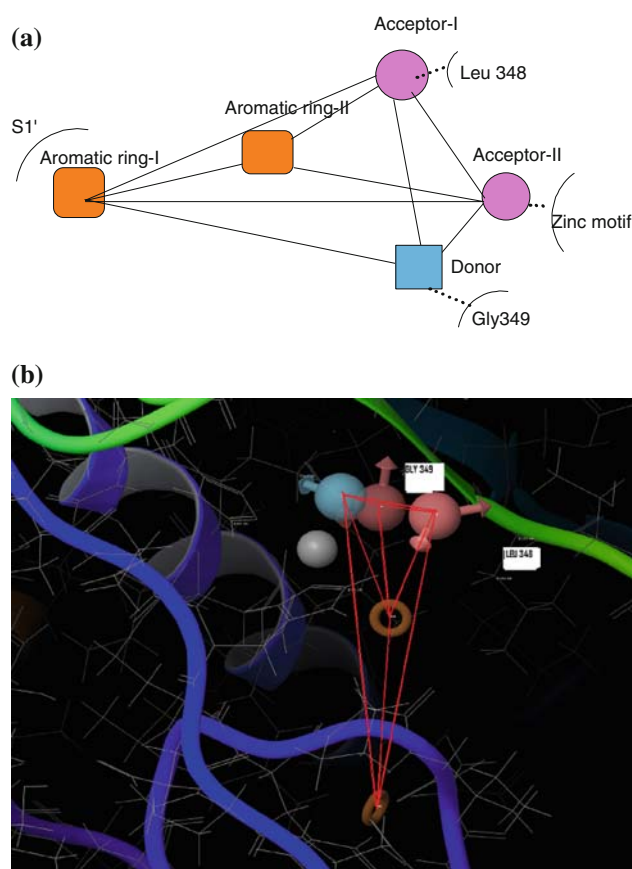 (a)
Acceptor-I
Leu 348
Aromatic ring-II
S1'
Aromatic ring-I
Acceptor-II
Zinc motif
Donor
Gly349
(b)
GLY 349
LEU 348